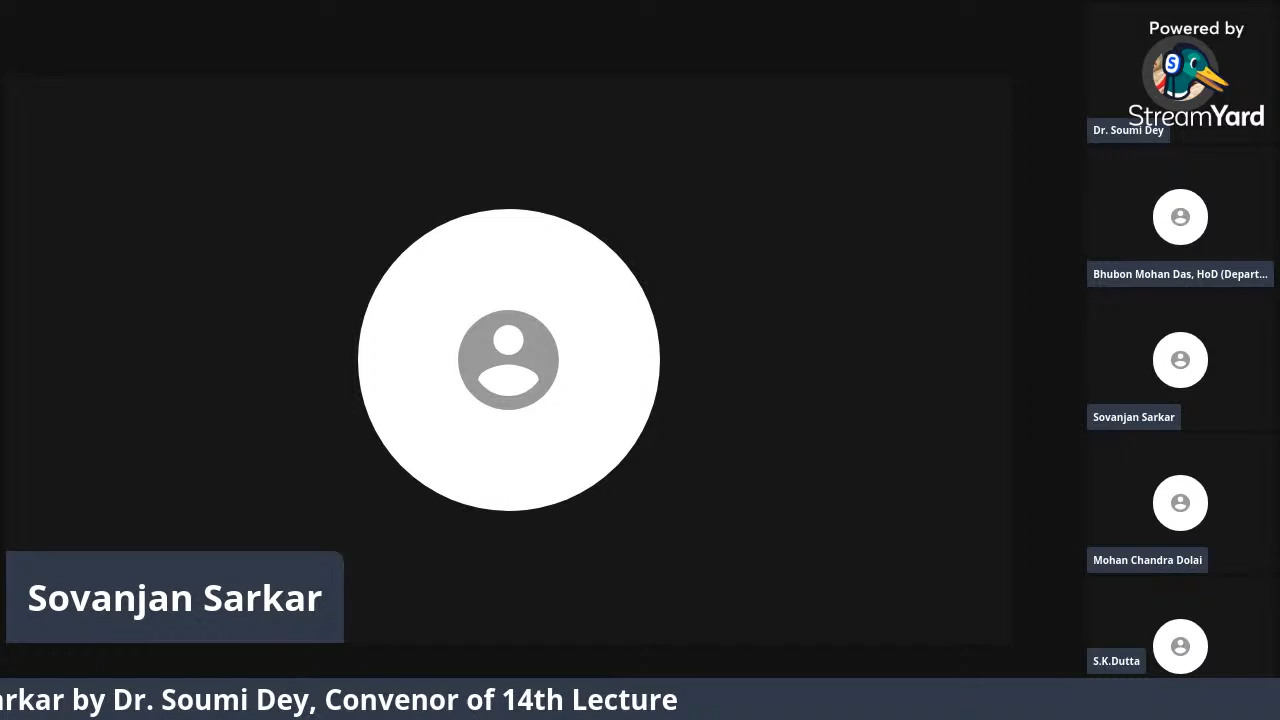 Powered by
S
StreamYard
Dr. Soumi Dey
Bhubon Mohan Das, HoD (Depart...
Sovanjan Sarkar
Mohan Chandra Dolai
S.K.Dutta
Sovanjan Sarkar
arkar by Dr. Soumi Dey, Convenor of 14th Lecture